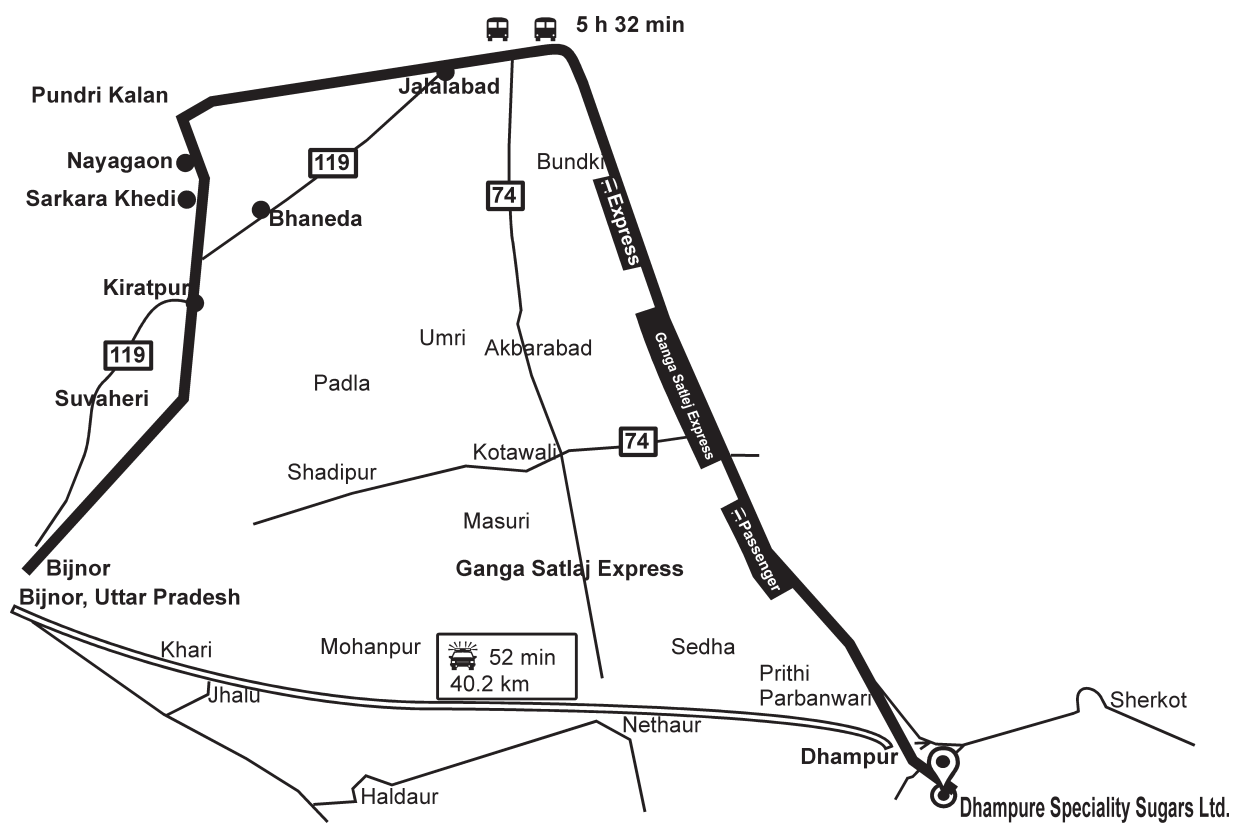 5 h 32 min
Jalalabad
Pundri Kalan
Nayagaon
119
Bundki
Sarkara Khedi
74
Bhaneda
Express
Kiratpur
Umri
Akbarabad
119
Padla
Ganga Satlej Express
Suvaheri
74
Kotawali
Shadipur
Masuri
Passenger
Bijnor
Ganga Satlaj Express
Bijnor, Uttar Pradesh
Khari
Mohanpur
52 min
40.2 km
Sedha
Prithi
Parbanwari
Jhalu
Sherkot
Nethaur
Dhampur
Haldaur
Dhampure Speciality Sugars Ltd.